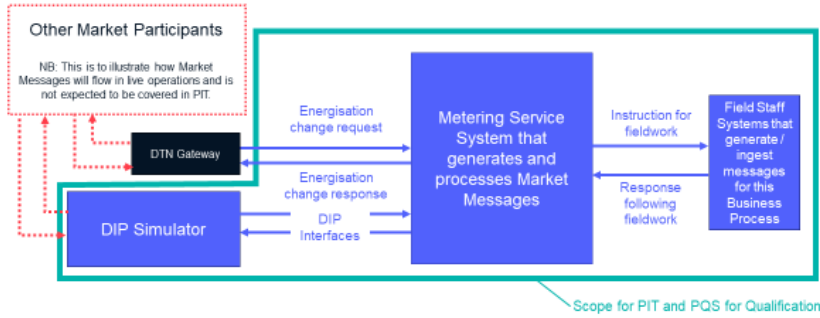 Other Market Participants
NB: This is to illustrate how Market
Messages will flow in live operations and is
not expected to be covered in PIT.
DTN Gateway
Energisation
change request
Energisation
change response
DIP Simulator
DIP
Interfaces
Metering Service
System that
generates and
processes Market
Messages
Instruction for
fieldwork
Response
following
fieldwork
Field Staff
Systems that
generate /
ingest
messages
for this
Business
Process
Scope for PIT and PQS for Qualification